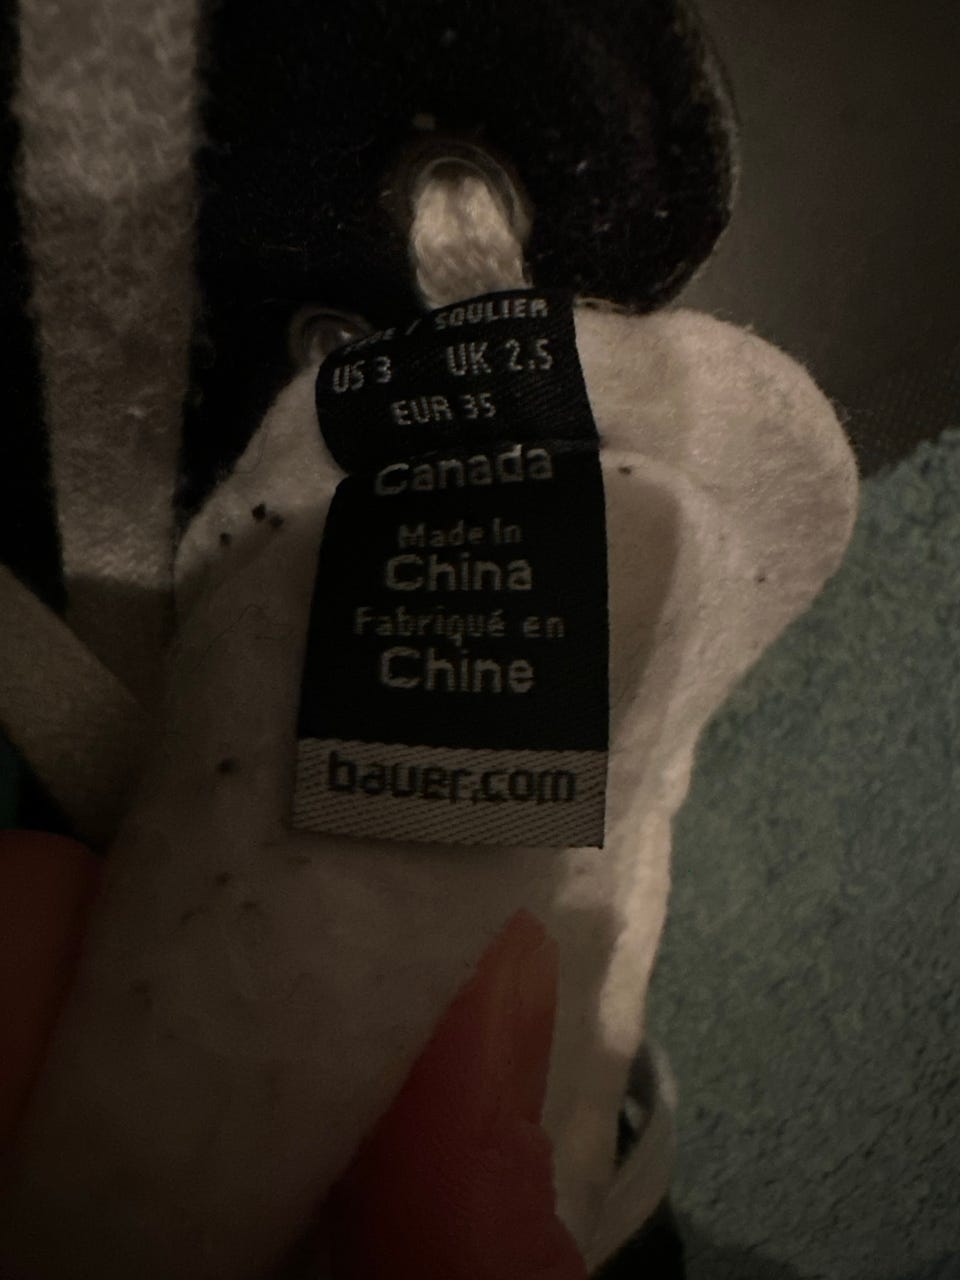 / SOULIER
US 3 UK 2.5
EUR 35
Canada
Made In
China
Fabriqué en
Chine
bauer.com